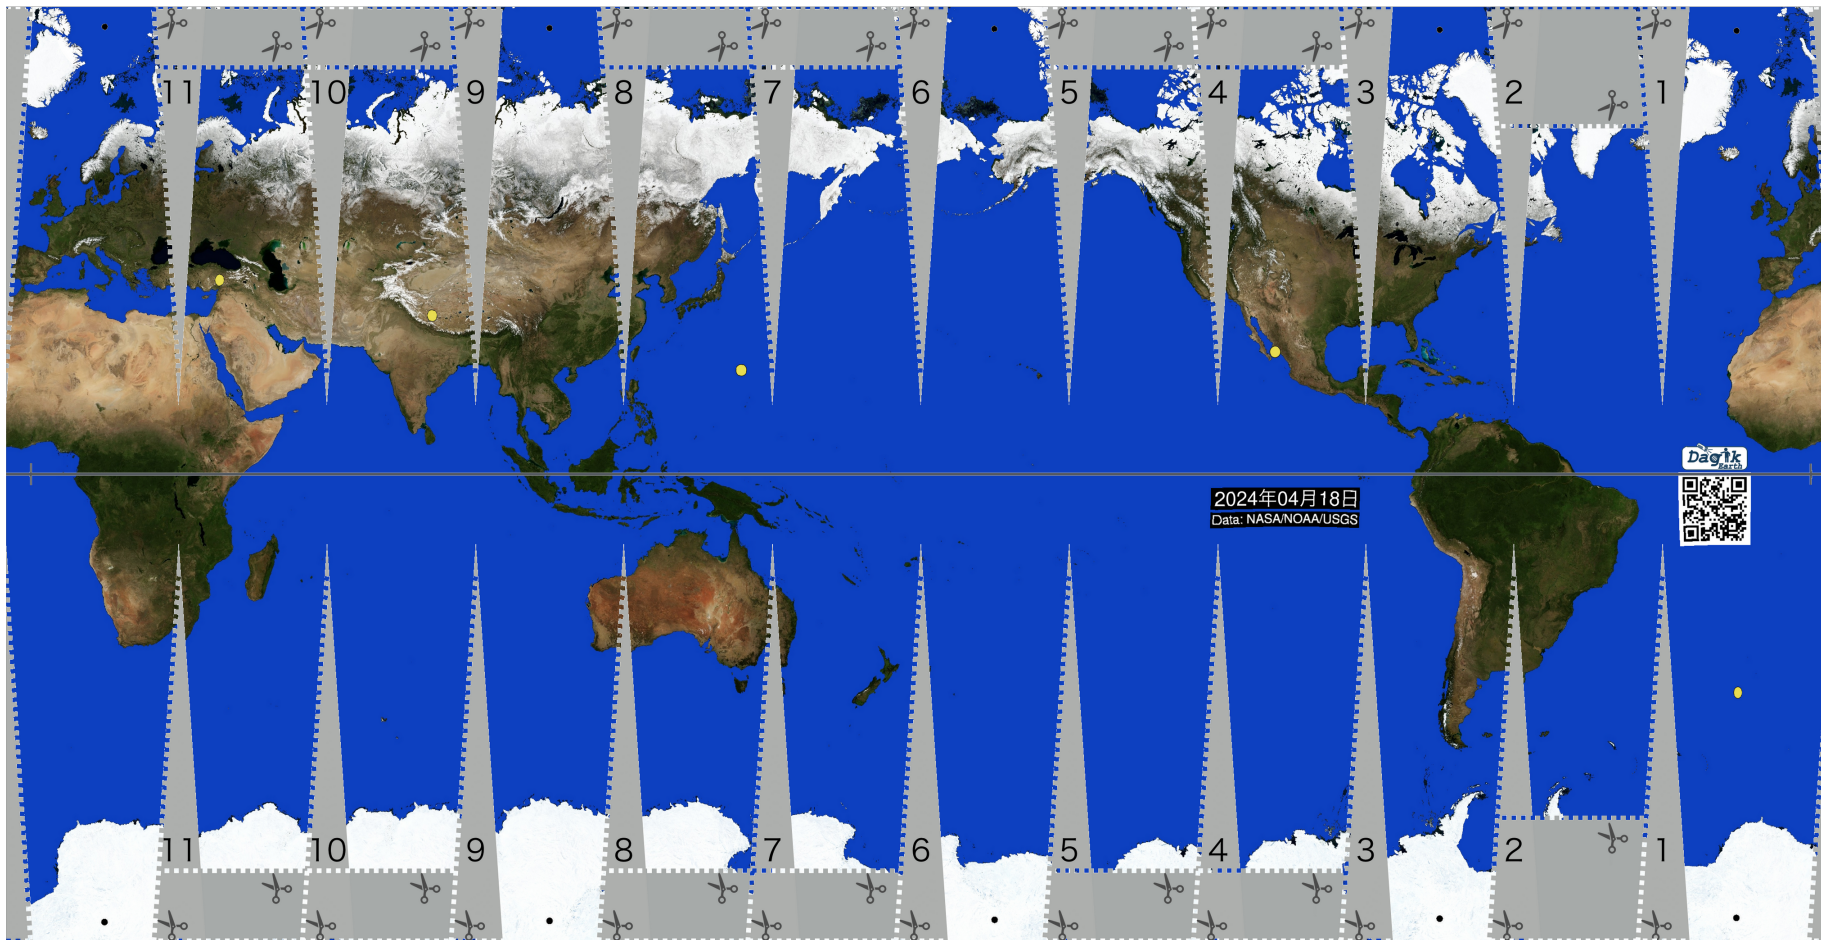 11 10 9 8 7 6 5 4 3 2 1
Dagik
Earth
2024年04月18日
Data: NASA/NOAA/USGS
11 10 9 8 7 6 5 4 3 2 1